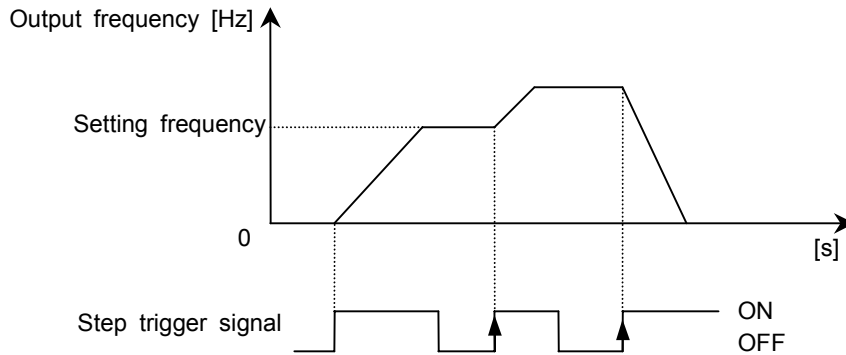 Output frequency [Hz]
Setting frequency
0
[s]
Step trigger signal
ON
OFF